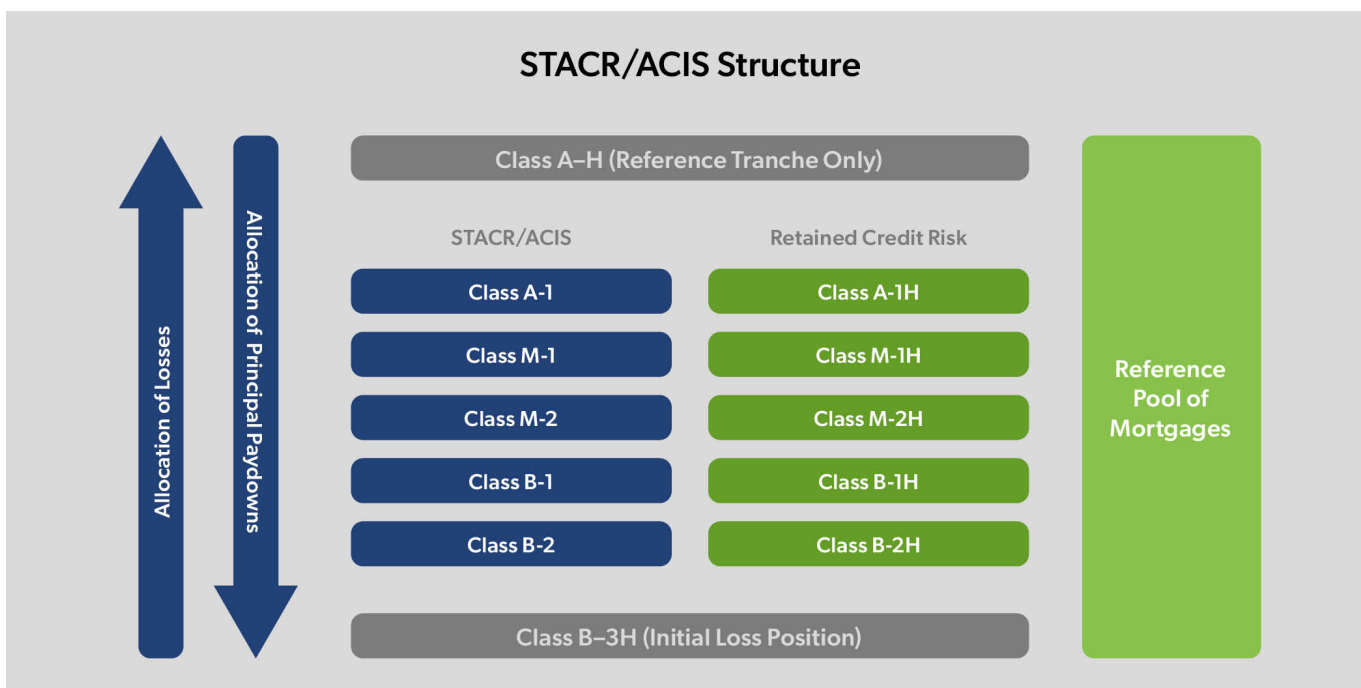 STACR/ACIS Structure
Allocation of Losses
Allocation of Principal Paydowns
Class A–H (Reference Tranche Only)
STACR/ACIS
Retained Credit Risk
Class A-1
Class A-1H
Class M-1
Class M-1H
Class M-2
Class M-2H
Class B-1
Class B-1H
Class B-2
Class B-2H
Class B–3H (Initial Loss Position)
Reference
Pool of
Mortgages